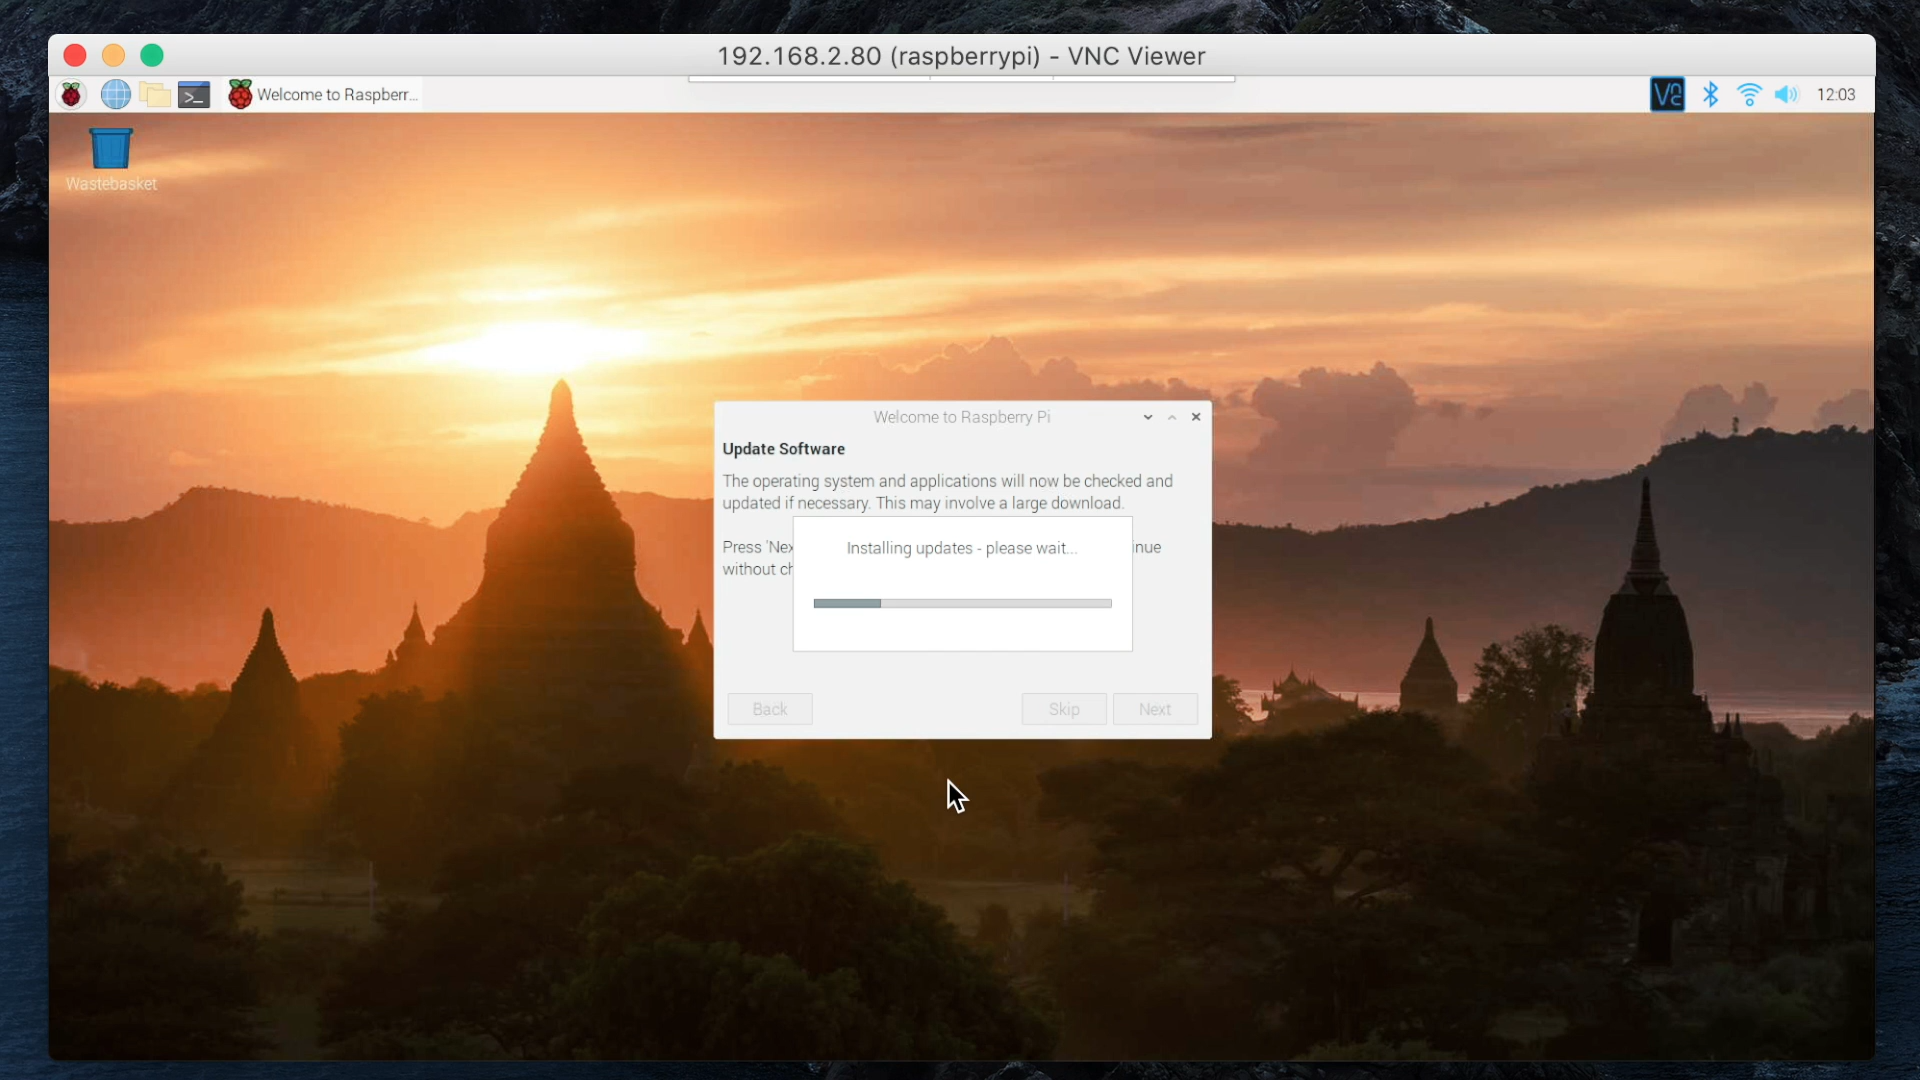 192.168.2.80 (raspberrypi) - VNC Viewer
Welcome to Raspberr...
12:03
Wastebasket
Welcome to Raspberry Pi
Update Software
The operating system and applications will now be checked and
updated if necessary. This may involve a large download.
Press 'Nex
inue
without ch
Installing updates - please wait...
Back
Skip
Next